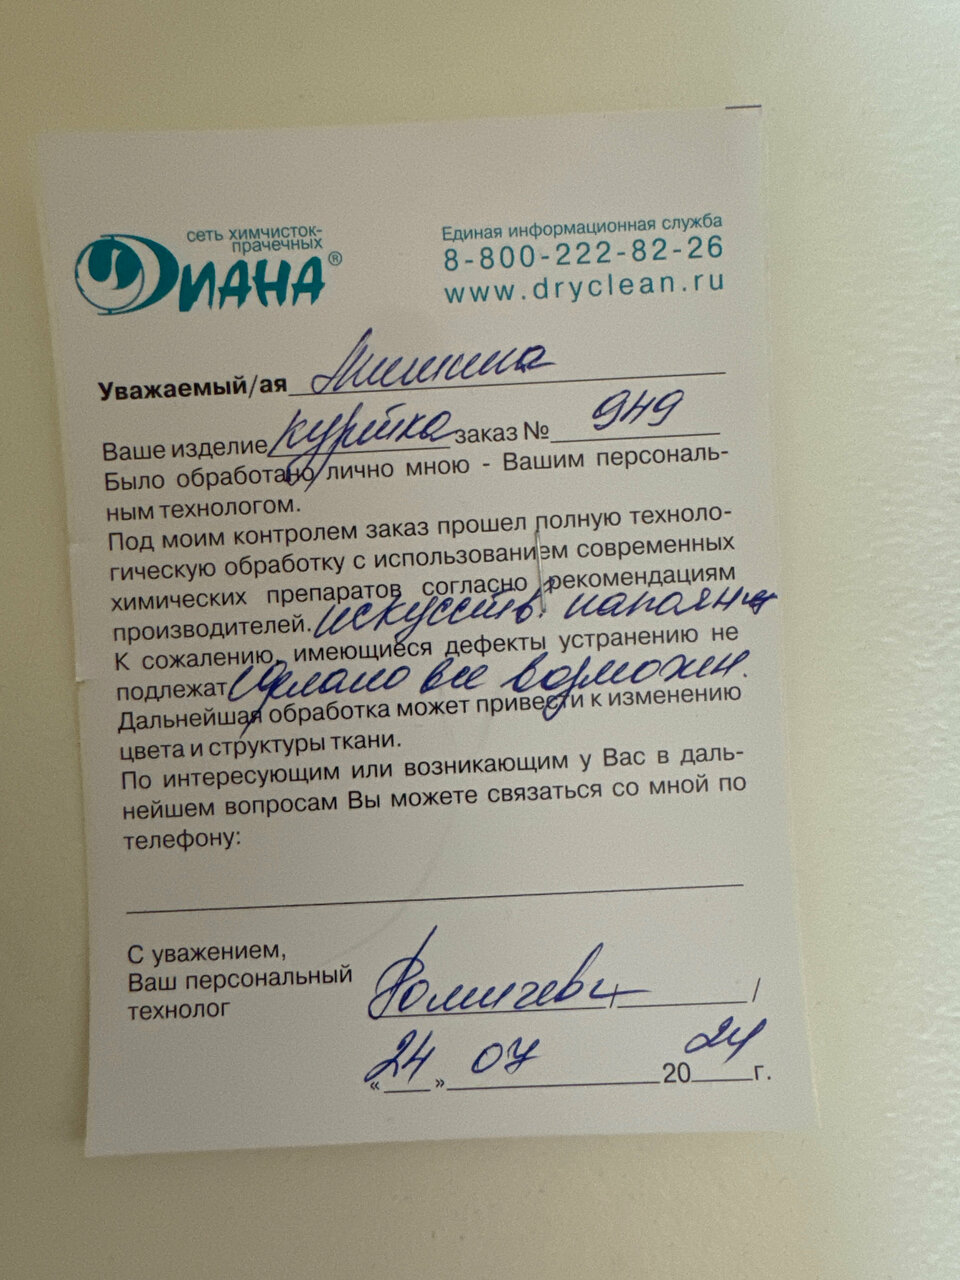 сеть химчисток-
прачечных
ДИАНА®
Единая информационная служба
8-800-222-82-26
www.dryclean.ru
Уважаемый/ая
Ваше изделие куртка заказ № 949
Было обработано лично мною - Вашим персональ-
ным технологом.
Под моим контролем заказ прошел полную техноло-
гическую обработку с использованием современных
химических препаратов согласно рекомендациям
производителей. искусств. наполн
К сожалению, имеющиеся дефекты устранению не
подлежат Сделано все возможн.
Дальнейшая обработка может привести к изменению
цвета и структуры ткани.
По интересующим или возникающим у Вас в даль-
нейшем вопросам Вы можете связаться со мной по
телефону:
С уважением,
Ваш персональный
технолог
/
«24» 07 2024г.